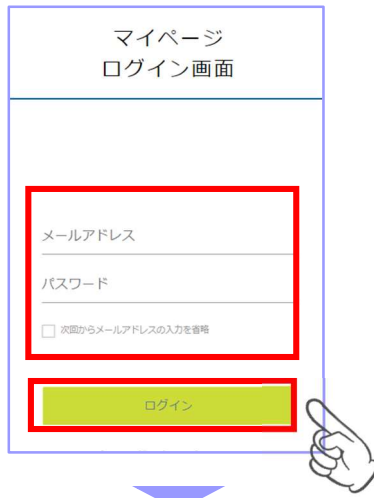 マイページ
ログイン画面
メールアドレス
パスワード
次回からメールアドレスの入力を省略
ログイン